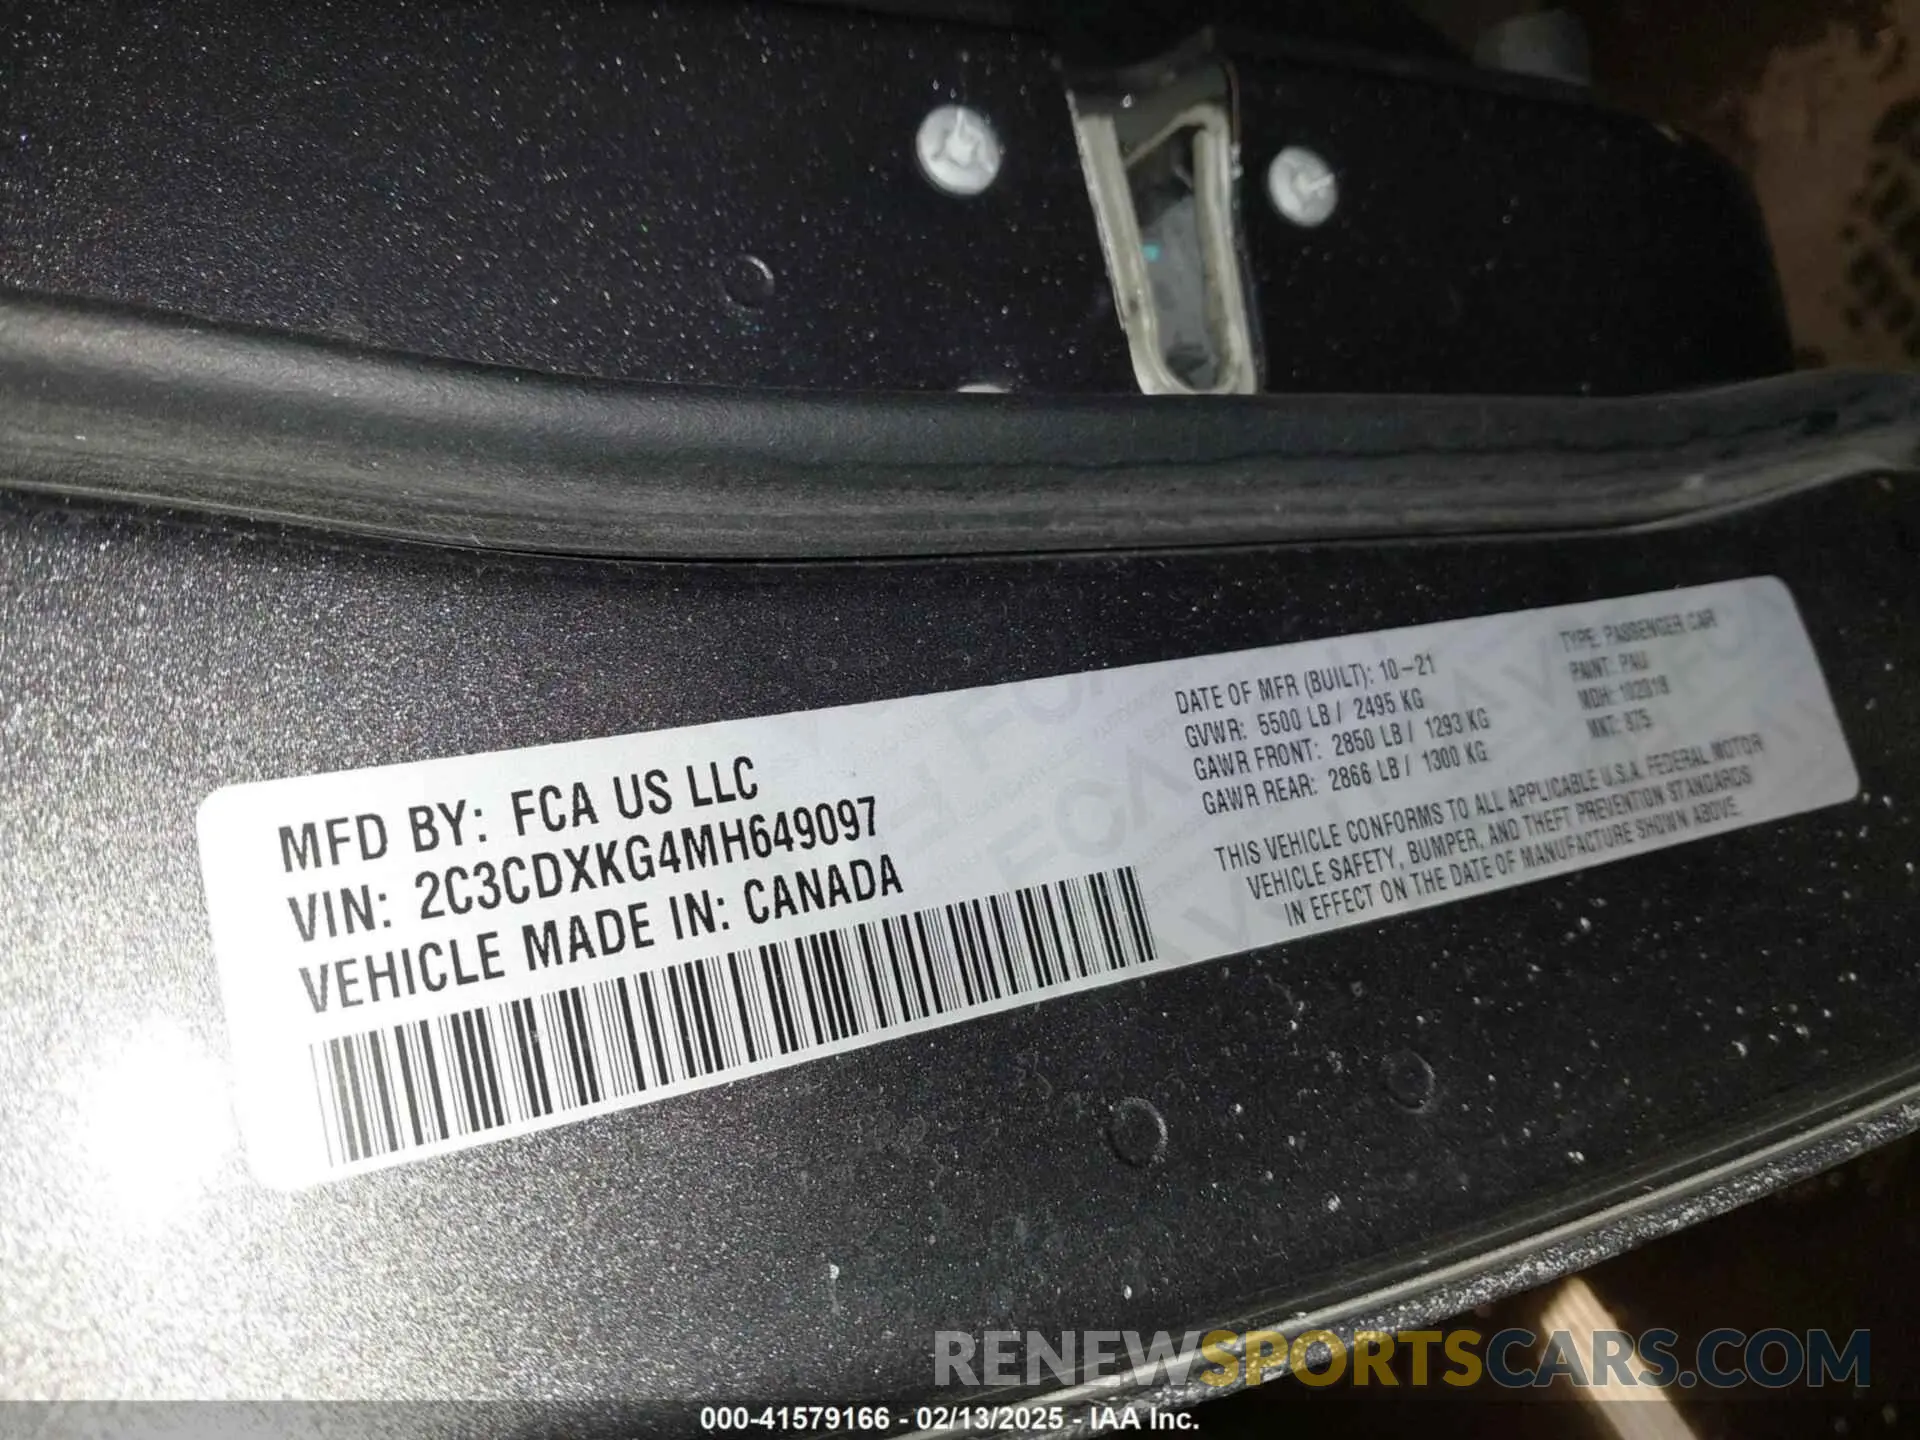 MFD BY: FCA US LLC
VIN: 2C3CDXKG4MH649097
VEHICLE MADE IN: CANADA
DATE OF MFR (BUILT): 10-21
GVWR: 5500 LB / 2495 KG
GAWR FRONT: 2850 LB / 1293 KG
GAWR REAR: 2866 LB / 1300 KG
TYPE: PASSENGER CAR
PAINT: PAU
MDH:
MKT:
THIS VEHICLE CONFORMS TO ALL APPLICABLE U.S.A. FEDERAL MOTOR
VEHICLE SAFETY, BUMPER, AND THEFT PREVENTION STANDARDS
IN EFFECT ON THE DATE OF MANUFACTURE SHOWN ABOVE.
RENEWSPORTSCARS.COM
000-41579166 - 02/13/2025 - IAA Inc.